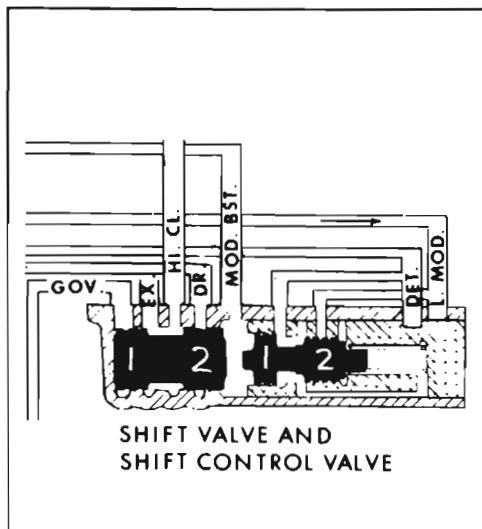 GOV.
EX.
HI. CL.
DR.
MOD. BST.
DET.
L. MOD.
1 2 1 2
SHIFT VALVE AND
SHIFT CONTROL VALVE